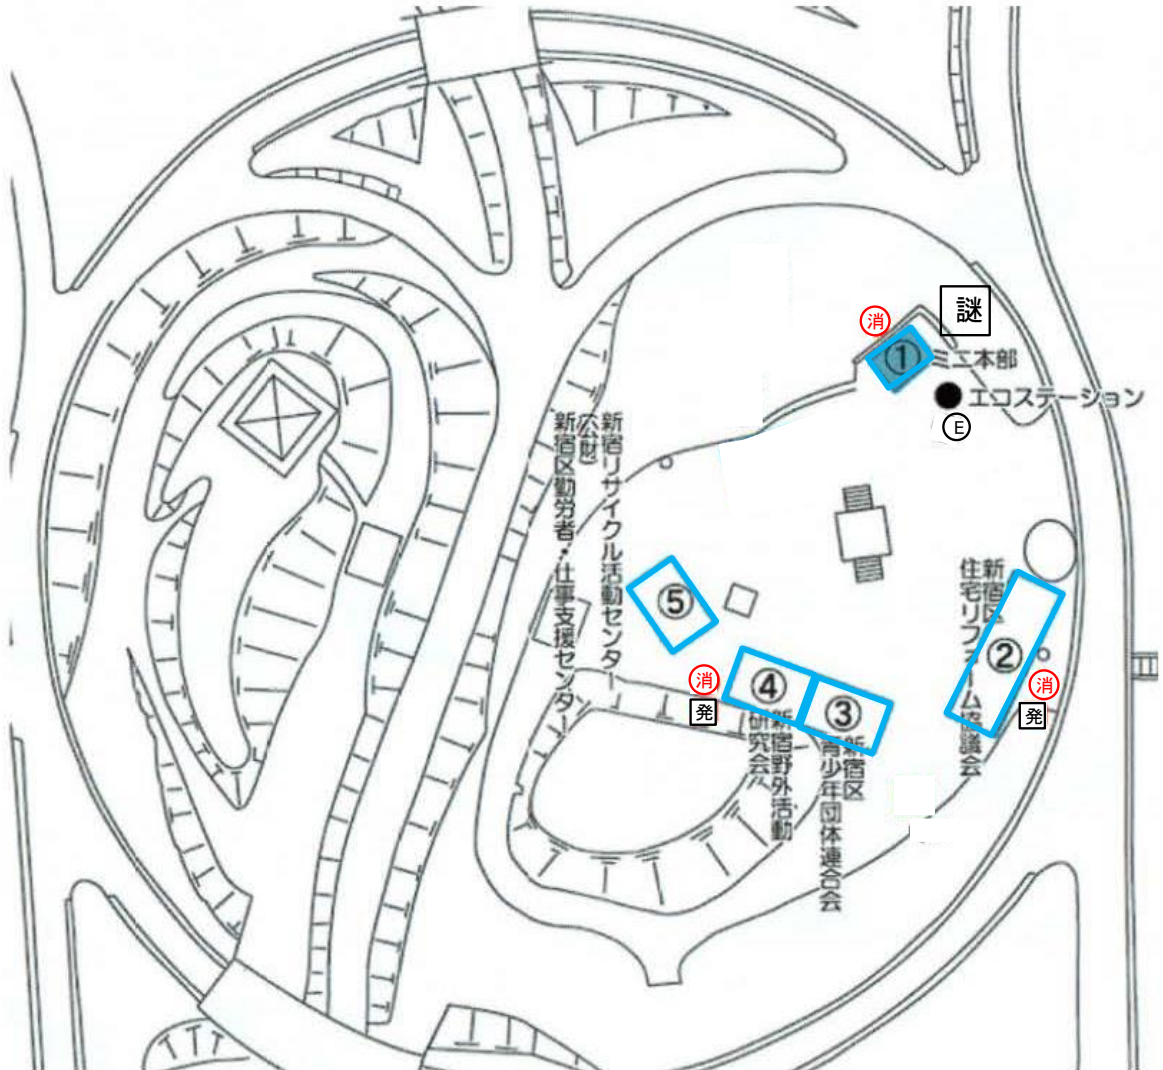 謎
消
①
ミニ本部
エコステーション
E
新宿リサイクル活動センター
(公財)
新宿区勤労者・仕事支援センター
⑤
新宿区
住宅リフォーム協議会
②
消
発
消
発
④
③
新宿野外活動
研究会
新宿区
青少年団体連合会